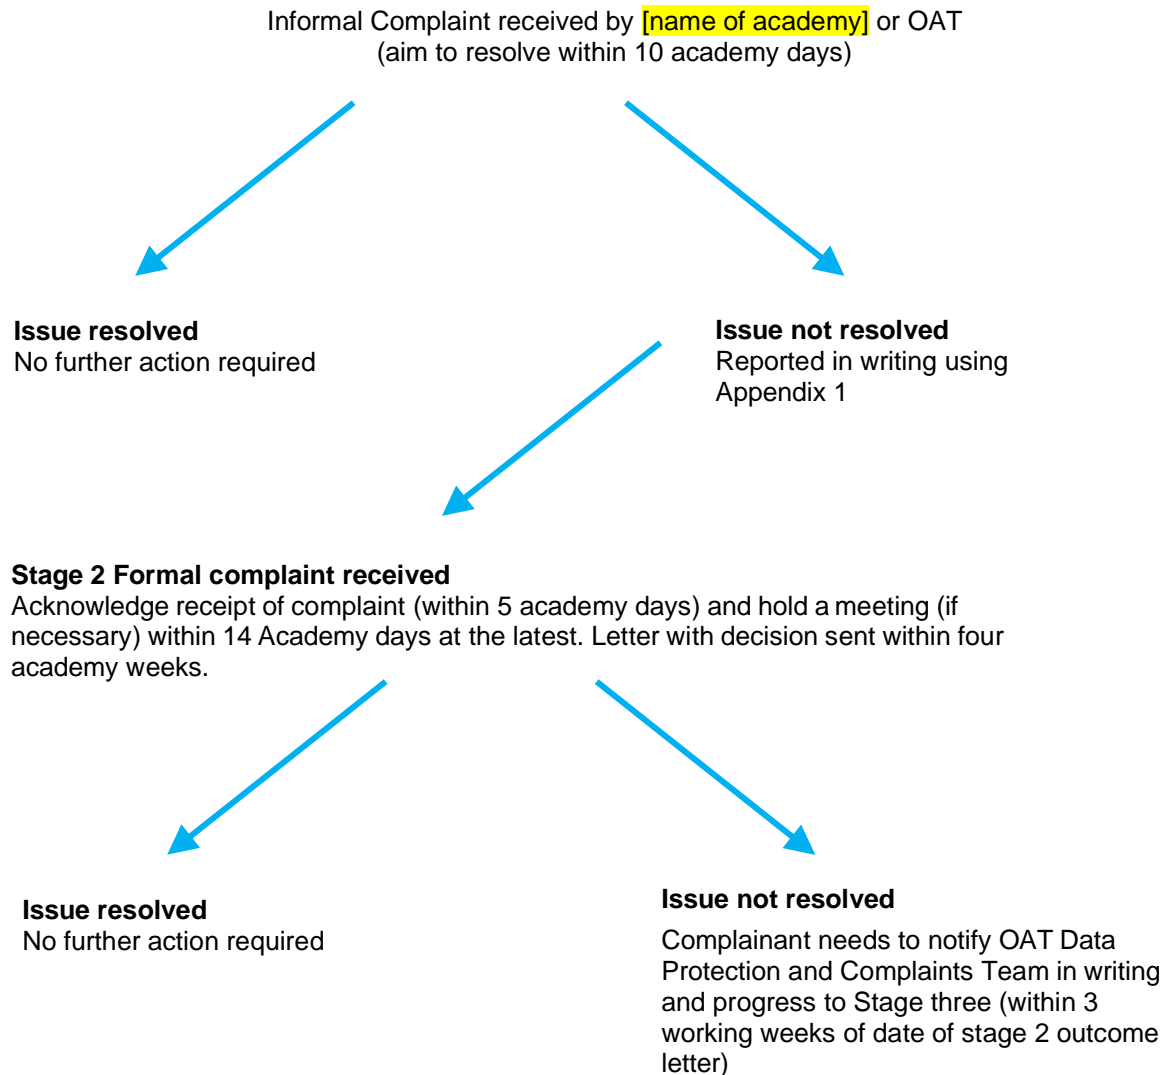 Informal Complaint received by [name of academy] or OAT
(aim to resolve within 10 academy days)
Issue resolved
No further action required
Issue not resolved
Reported in writing using
Appendix 1
Stage 2 Formal complaint received
Acknowledge receipt of complaint (within 5 academy days) and hold a meeting (if
necessary) within 14 Academy days at the latest. Letter with decision sent within four
academy weeks.
Issue resolved
No further action required
Issue not resolved
Complainant needs to notify OAT Data
Protection and Complaints Team in writing
and progress to Stage three (within 3
working weeks of date of stage 2 outcome
letter)